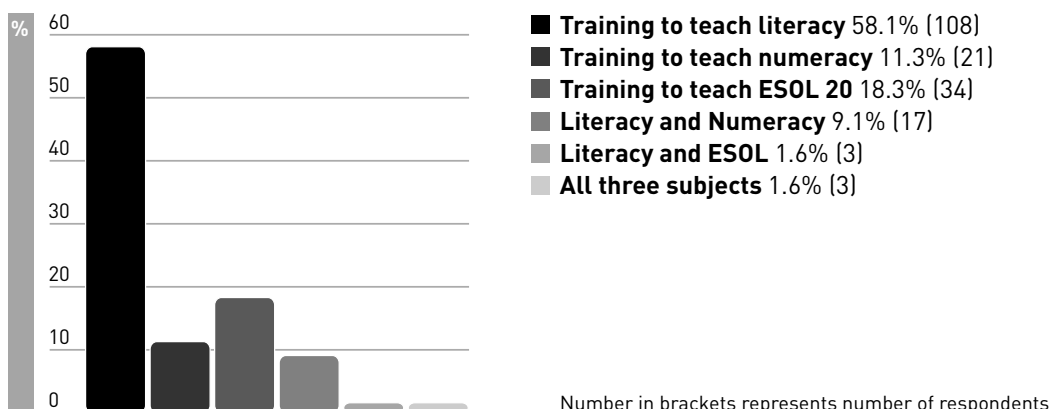 %
60
50
40
30
20
10
0
Training to teach literacy 58.1% (108)
Training to teach numeracy 11.3% (21)
Training to teach ESOL 20 18.3% (34)
Literacy and Numeracy 9.1% (17)
Literacy and ESOL 1.6% (3)
All three subjects 1.6% (3)
Number in brackets represents number of respondents